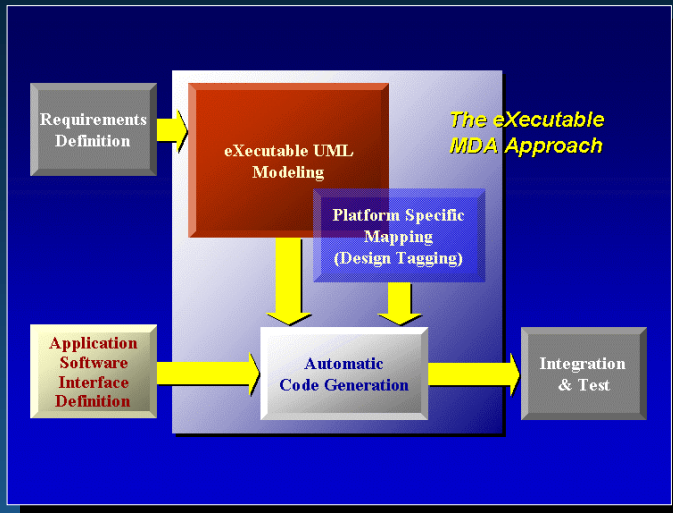 The eXecutable
MDA Approach
Requirements
Definition
eXecutable UML
Modeling
Platform Specific
Mapping
(Design Tagging)
Application
Software
Interface
Definition
Automatic
Code Generation
Integration
& Test